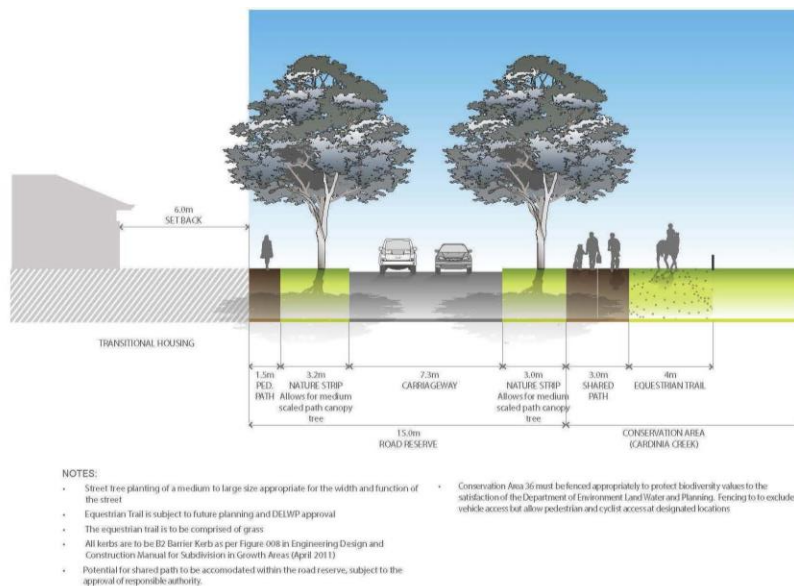 6.0m
SET BACK
TRANSITIONAL HOUSING
1.5m
PED.
PATH
3.2m
NATURE STRIP
Allows for medium
scaled path canopy
tree
7.3m
CARRIAGEWAY
3.0m
NATURE STRIP
Allows for medium
scaled path canopy
tree
3.0m
SHARED
PATH
4m
EQUESTRIAN TRAIL
15.0m
ROAD RESERVE
CONSERVATION AREA
(CARDINIA CREEK)
NOTES:
• Street tree planting of a medium to large size appropriate for the width and function of
the street
• Equestrian Trail is subject to future planning and DELWP approval
• The equestrian trail is to be comprised of grass
• All kerbs are to be B2 Barrier Kerb as per Figure 008 in Engineering Design and
Construction Manual for Subdivision in Growth Areas (April 2011)
• Potential for shared path to be accomodated within the road reserve, subject to the
approval of responsible authority.
• Conservation Area 36 must be fenced appropriately to protect biodiversity values to the
satisfaction of the Department of Environment Land Water and Planning. Fencing to to exclude
vehicle access but allow pedestrian and cyclist access at designated locations